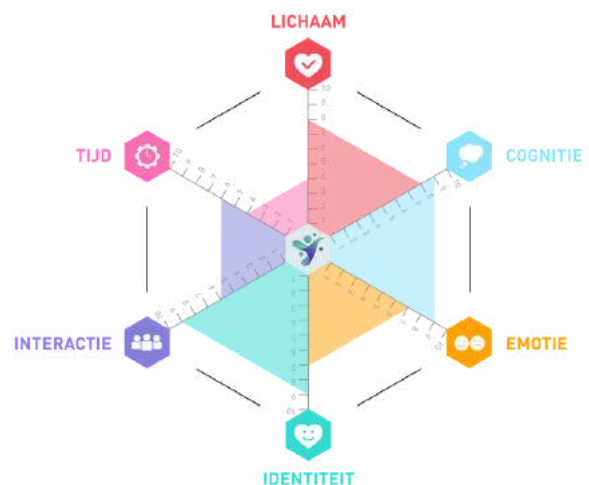 LICHAAM
TIJD
COGNITIE
INTERACTIE
EMOTIE
IDENTITEIT